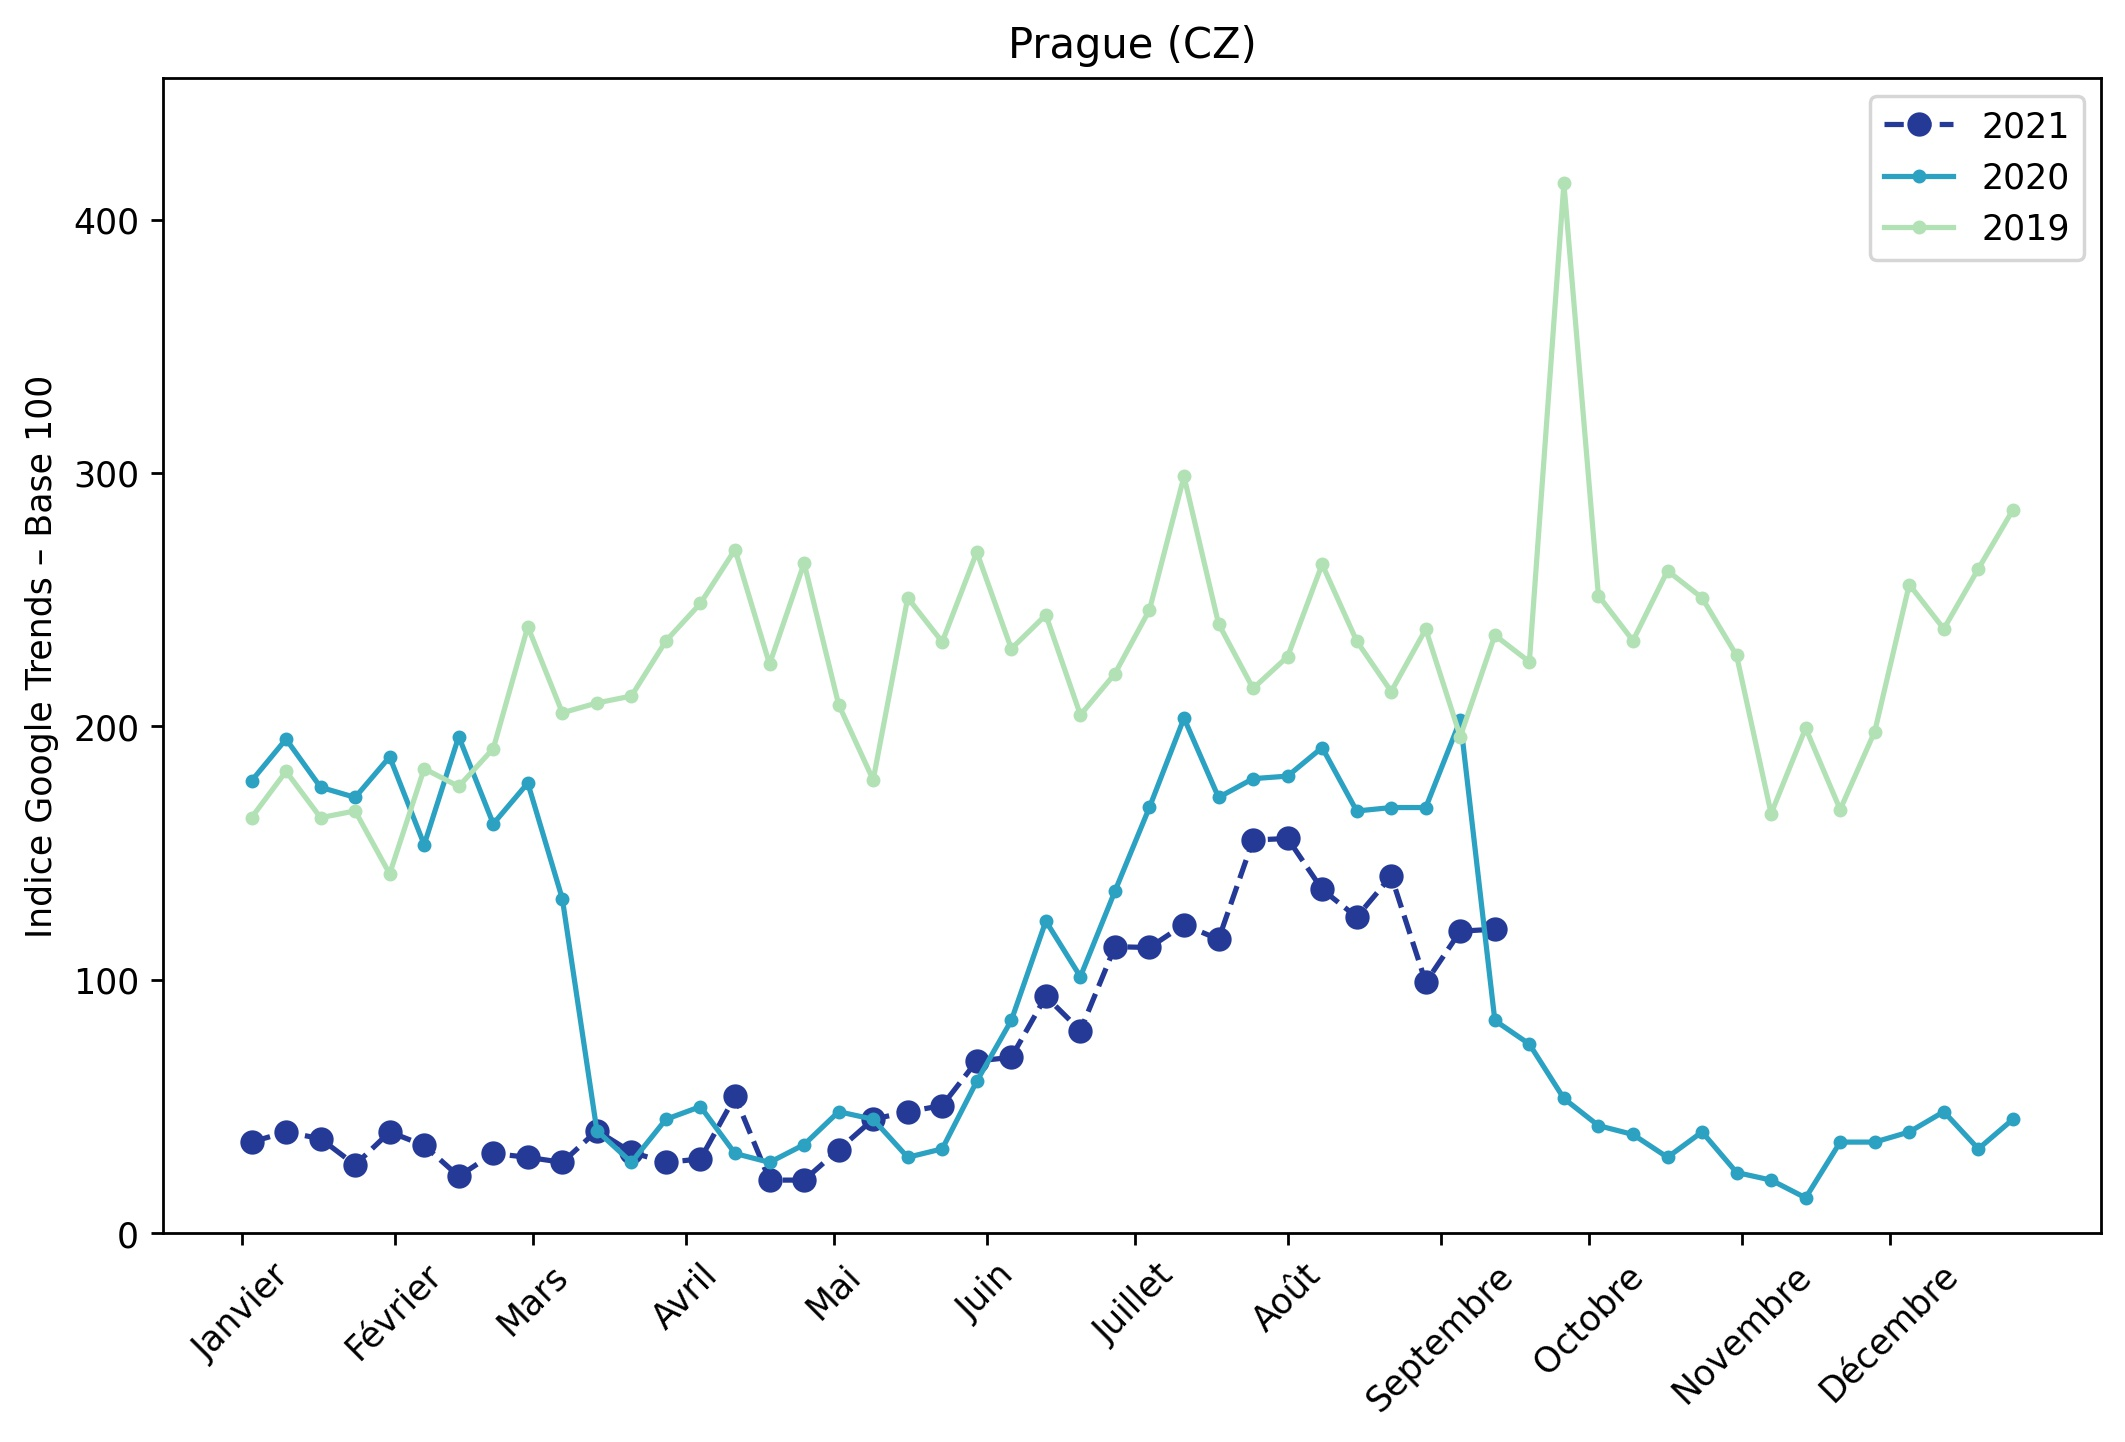 Prague (CZ)
Indice Google Trends – Base 100
400
300
200
100
0
2021
2020
2019
Janvier
Février
Mars
Avril
Mai
Juin
Juillet
Août
Septembre
Octobre
Novembre
Décembre